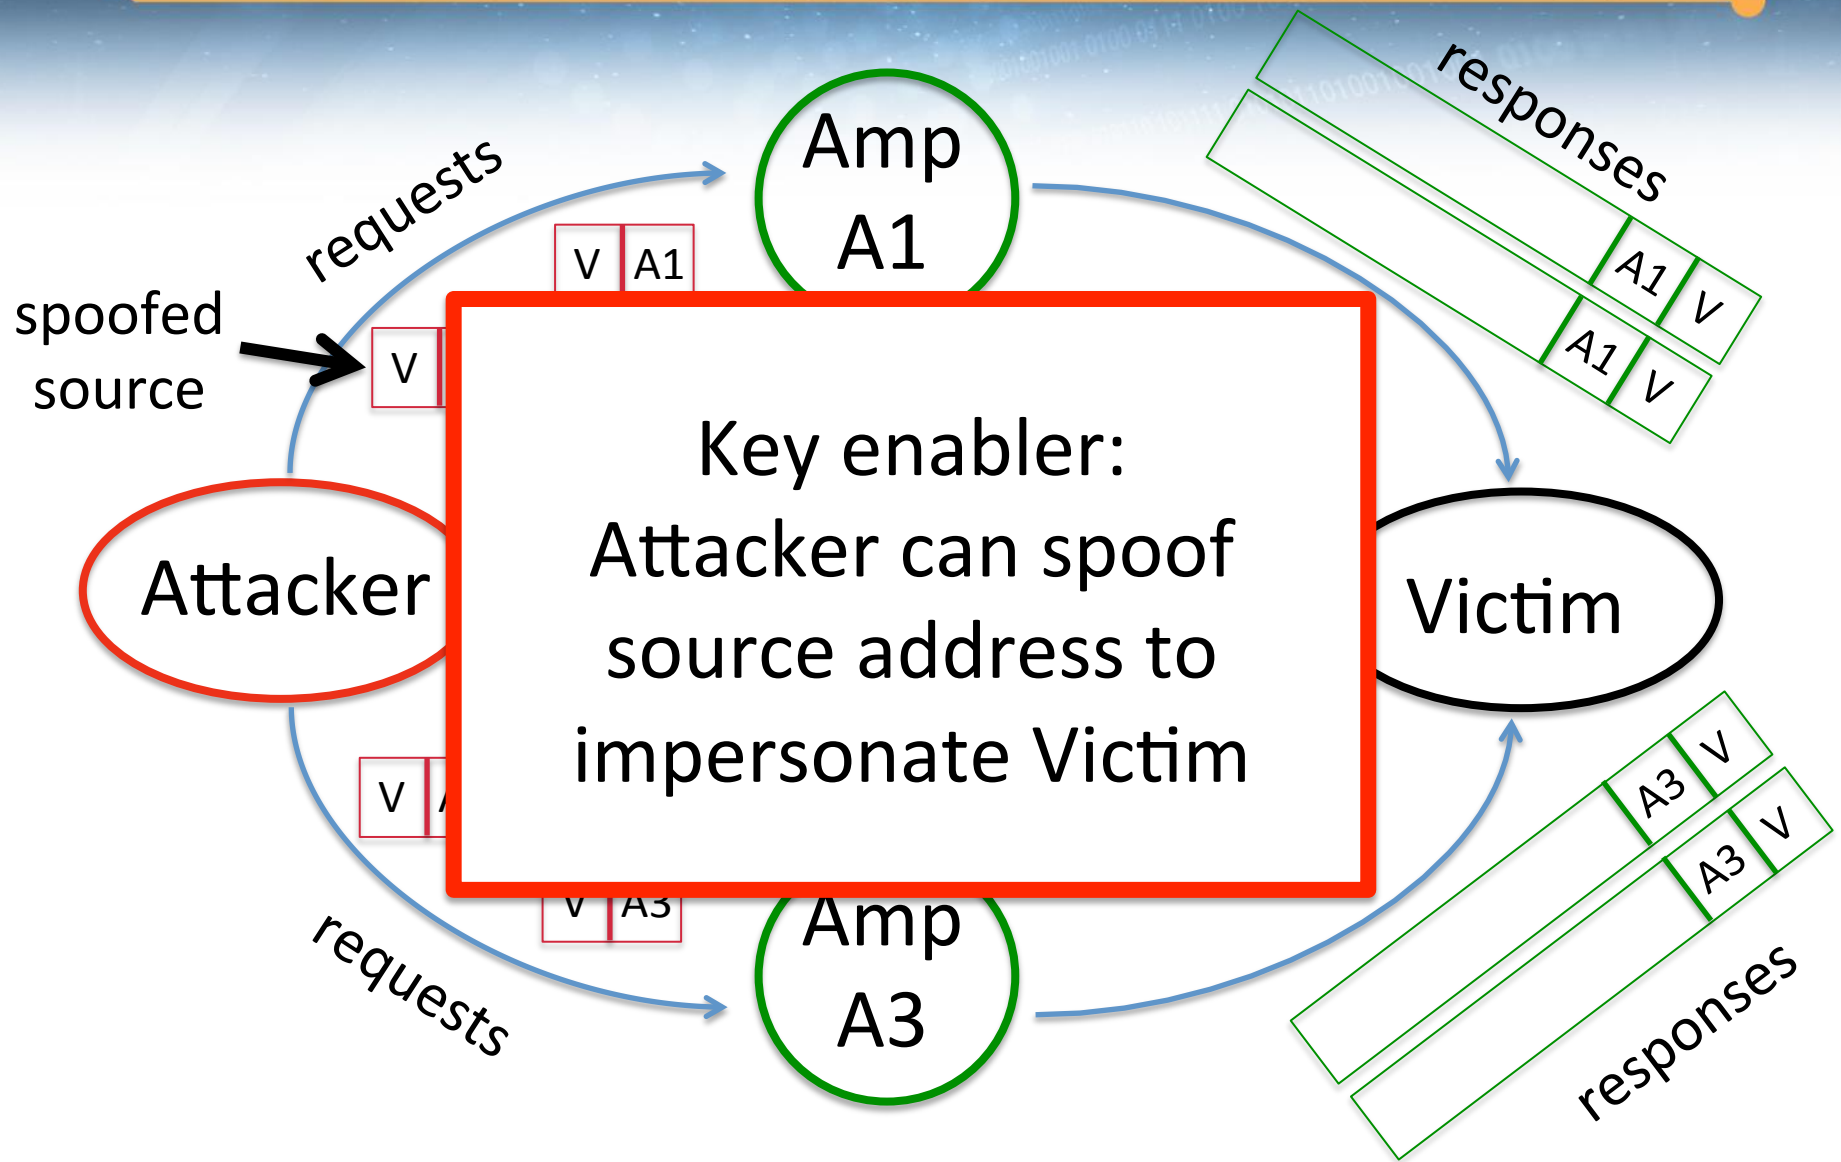 responses
Amp
A1
requests
V A1
A1 V
A1 V
spoofed
source
V
Key enabler:
Attacker can spoof
source address to
impersonate Victim
Attacker
Victim
V
V A3
Amp
A3
A3 V
A3 V
requests
responses